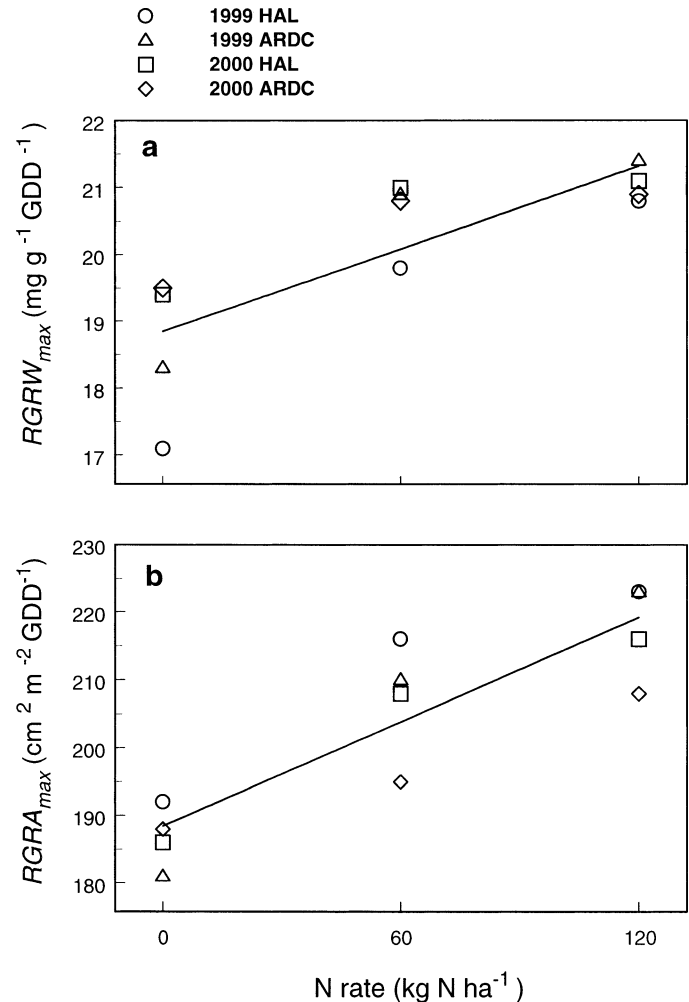 1999 HAL
1999 ARDC
2000 HAL
2000 ARDC
a
22
21
20
19
18
17
RGRWmax (mg g⁻¹ GDD⁻¹)
b
230
220
210
200
190
180
RGRAmax (cm² m⁻² GDD⁻¹)
0 60 120
N rate (kg N ha⁻¹)